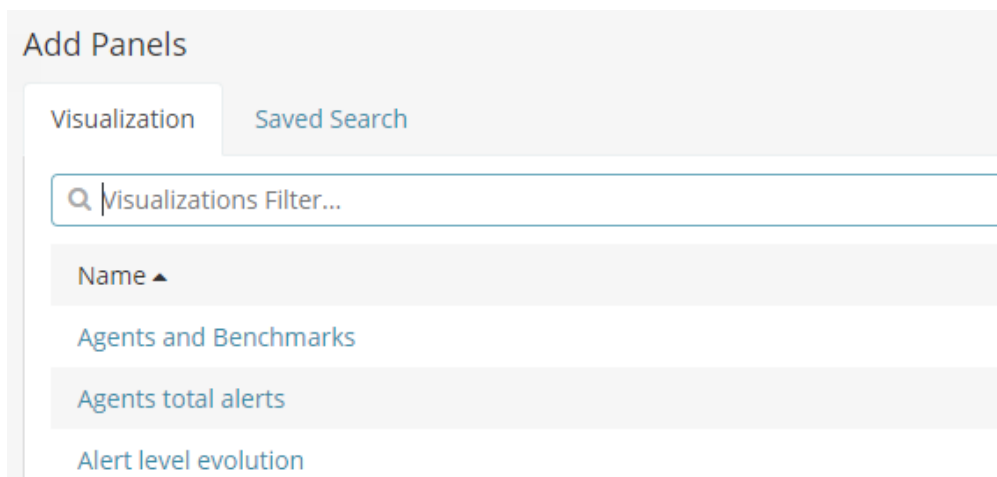 Add Panels
Visualization Saved Search
Visualizations Filter...
Name
Agents and Benchmarks
Agents total alerts
Alert level evolution